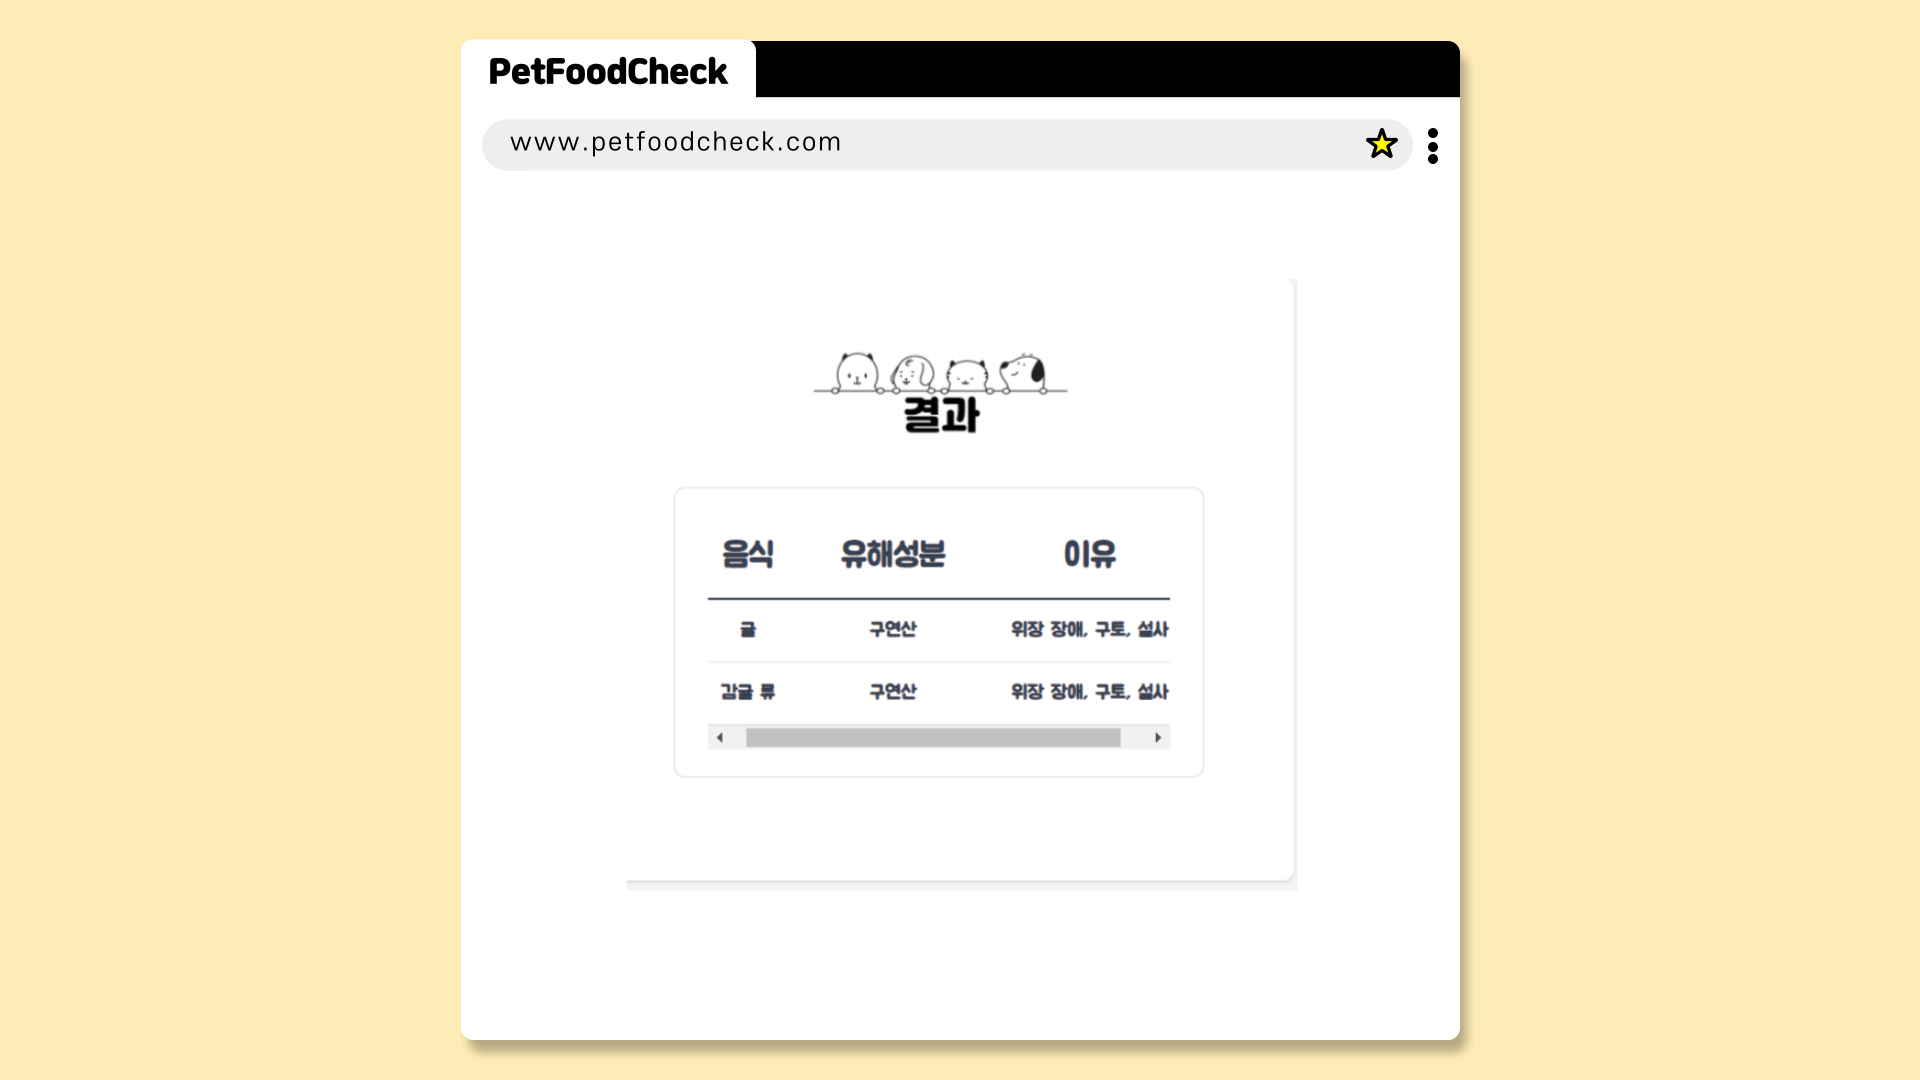 PetFoodCheck
www.petfoodcheck.com
결과
음식 유해성분 이유
귤 구연산 위장 장애, 구토, 설사
감귤 류 구연산 위장 장애, 구토, 설사